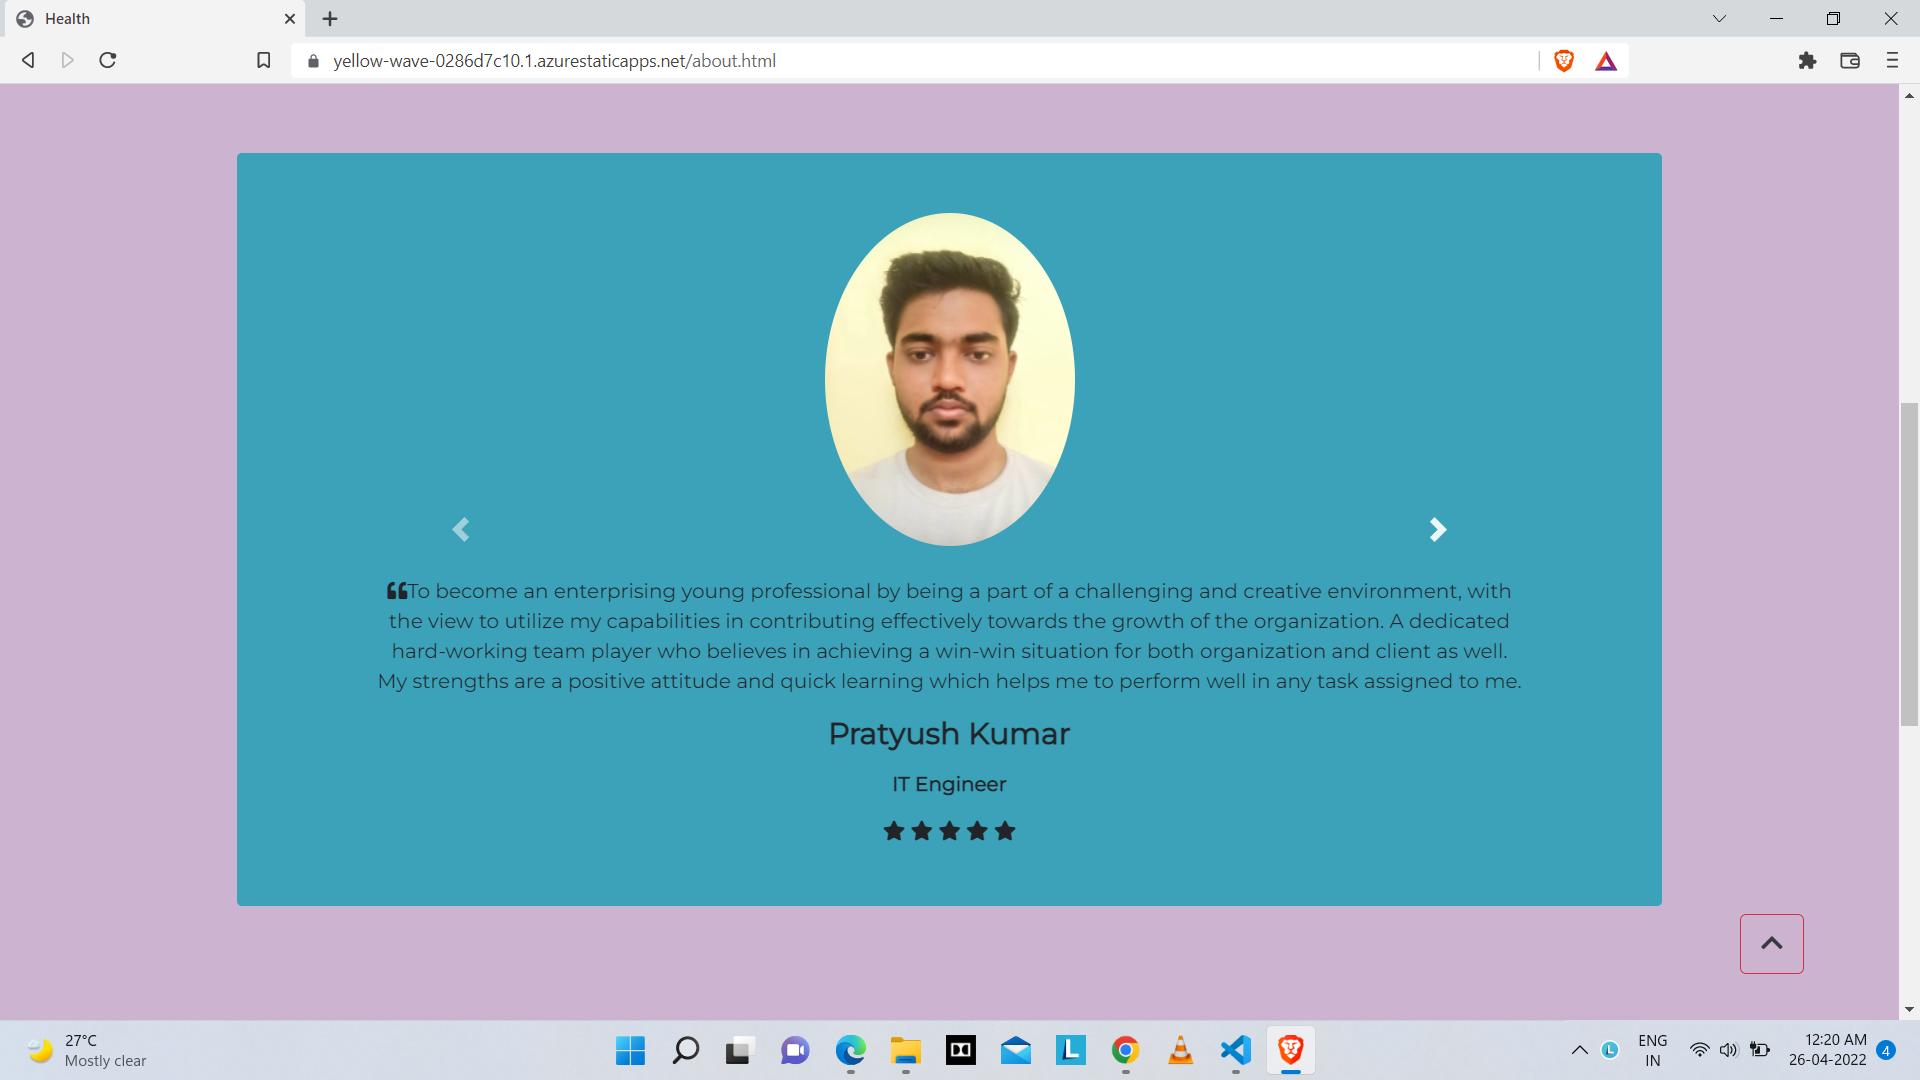 Health
yellow-wave-0286d7c10.1.azurestaticapps.net/about.html
❝To become an enterprising young professional by being a part of a challenging and creative environment, with
the view to utilize my capabilities in contributing effectively towards the growth of the organization. A dedicated
hard-working team player who believes in achieving a win-win situation for both organization and client as well.
My strengths are a positive attitude and quick learning which helps me to perform well in any task assigned to me.
Pratyush Kumar
IT Engineer
27°C
Mostly clear
ENG
IN
12:20 AM
26-04-2022
4